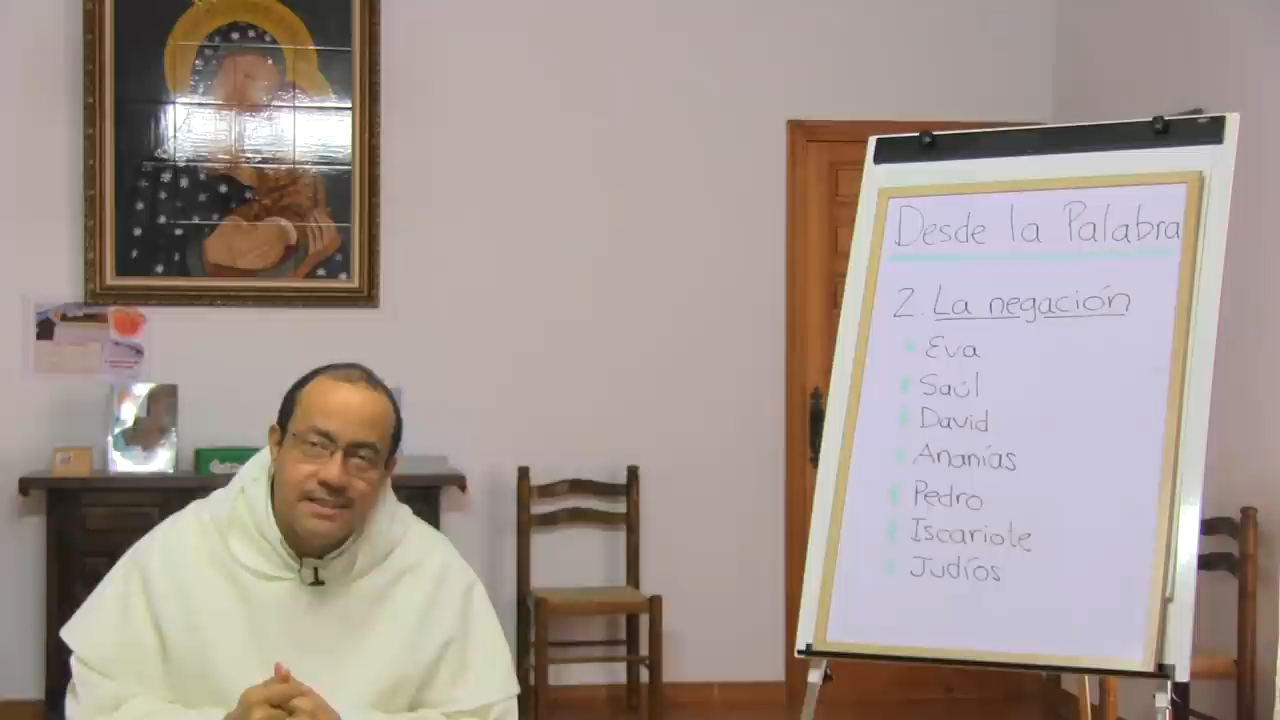 Desde la Palabra
2. La negación
Eva
Saúl
David
Ananías
Pedro
Iscariote
Judíos